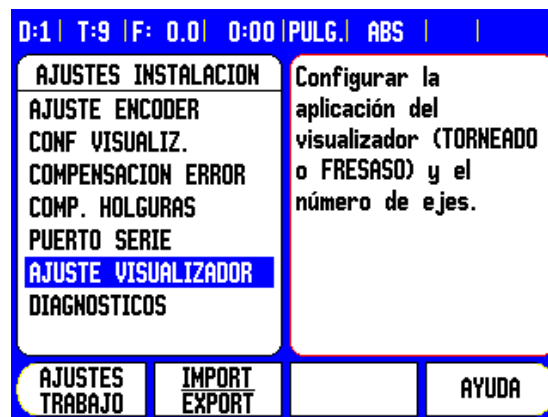 D:1| T:9 |F: 0.0| 0:00|PULG.| ABS | |
AJUSTES INSTALACION
AJUSTE ENCODER
CONF VISUALIZ.
COMPENSACION ERROR
COMP. HOLGURAS
PUERTO SERIE
AJUSTE VISUALIZADOR
DIAGNOSTICOS
Configurar la
aplicación del
visualizador (TORNEADO
o FRESASO) y el
número de ejes.
AJUSTES
TRABAJO
IMPORT
EXPORT
AYUDA